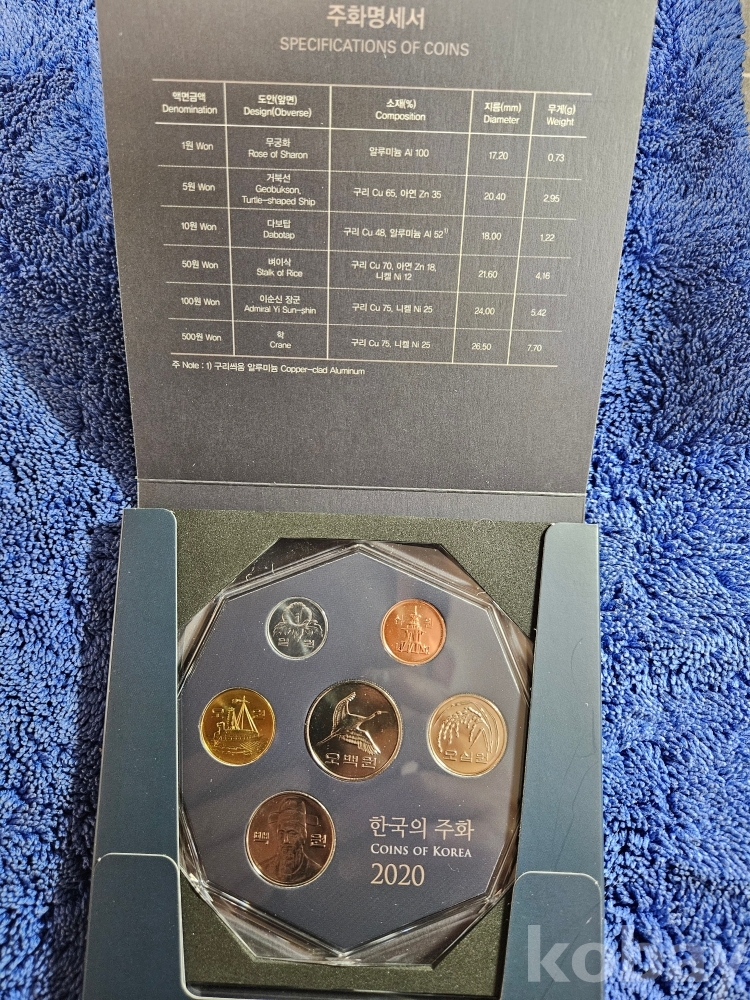 주화명세서
SPECIFICATIONS OF COINS
액면금액 도안(앞면) 소재(%) 지름(mm) 무게(g)
Denomination Design(Obverse) Composition Diameter Weight
1원 Won 무궁화 Rose of Sharon 알루미늄 Al 100 17.20 0.73
5원 Won 거북선 Geobukson, Turtle-shaped Ship 구리 Cu 65, 아연 Zn 35 20.40 2.95
10원 Won 다보탑 Dabotap 구리 Cu 48, 알루미늄 Al 52¹⁾ 18.00 1.22
50원 Won 벼이삭 Stalk of Rice 구리 Cu 70, 아연 Zn 18, 니켈 Ni 12 21.60 4.16
100원 Won 이순신 장군 Admiral Yi Sun-shin 구리 Cu 75, 니켈 Ni 25 24.00 5.42
500원 Won 학 Crane 구리 Cu 75, 니켈 Ni 25 26.50 7.70
주 Note : 1) 구리씌움 알루미늄 Copper-clad Aluminum
1
일 원
십 원
오 원
오백원
오십원
백 원
한국의 주화
COINS OF KOREA
2020
kobay